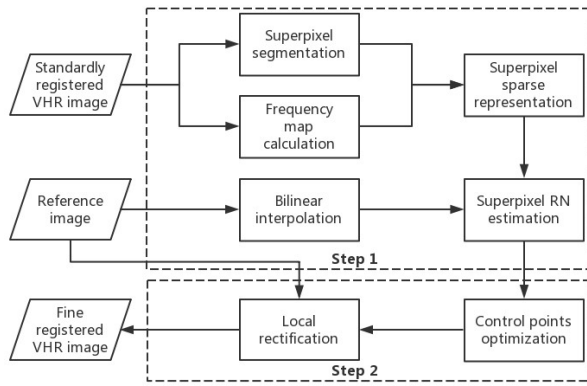 Superpixel
segmentation
Standardly
registered
VHR image
Superpixel
sparse
representation
Frequency
map
calculation
Reference
image
Bilinear
interpolation
Superpixel RN
estimation
Step 1
Fine
registered
VHR image
Local
rectification
Control points
optimization
Step 2